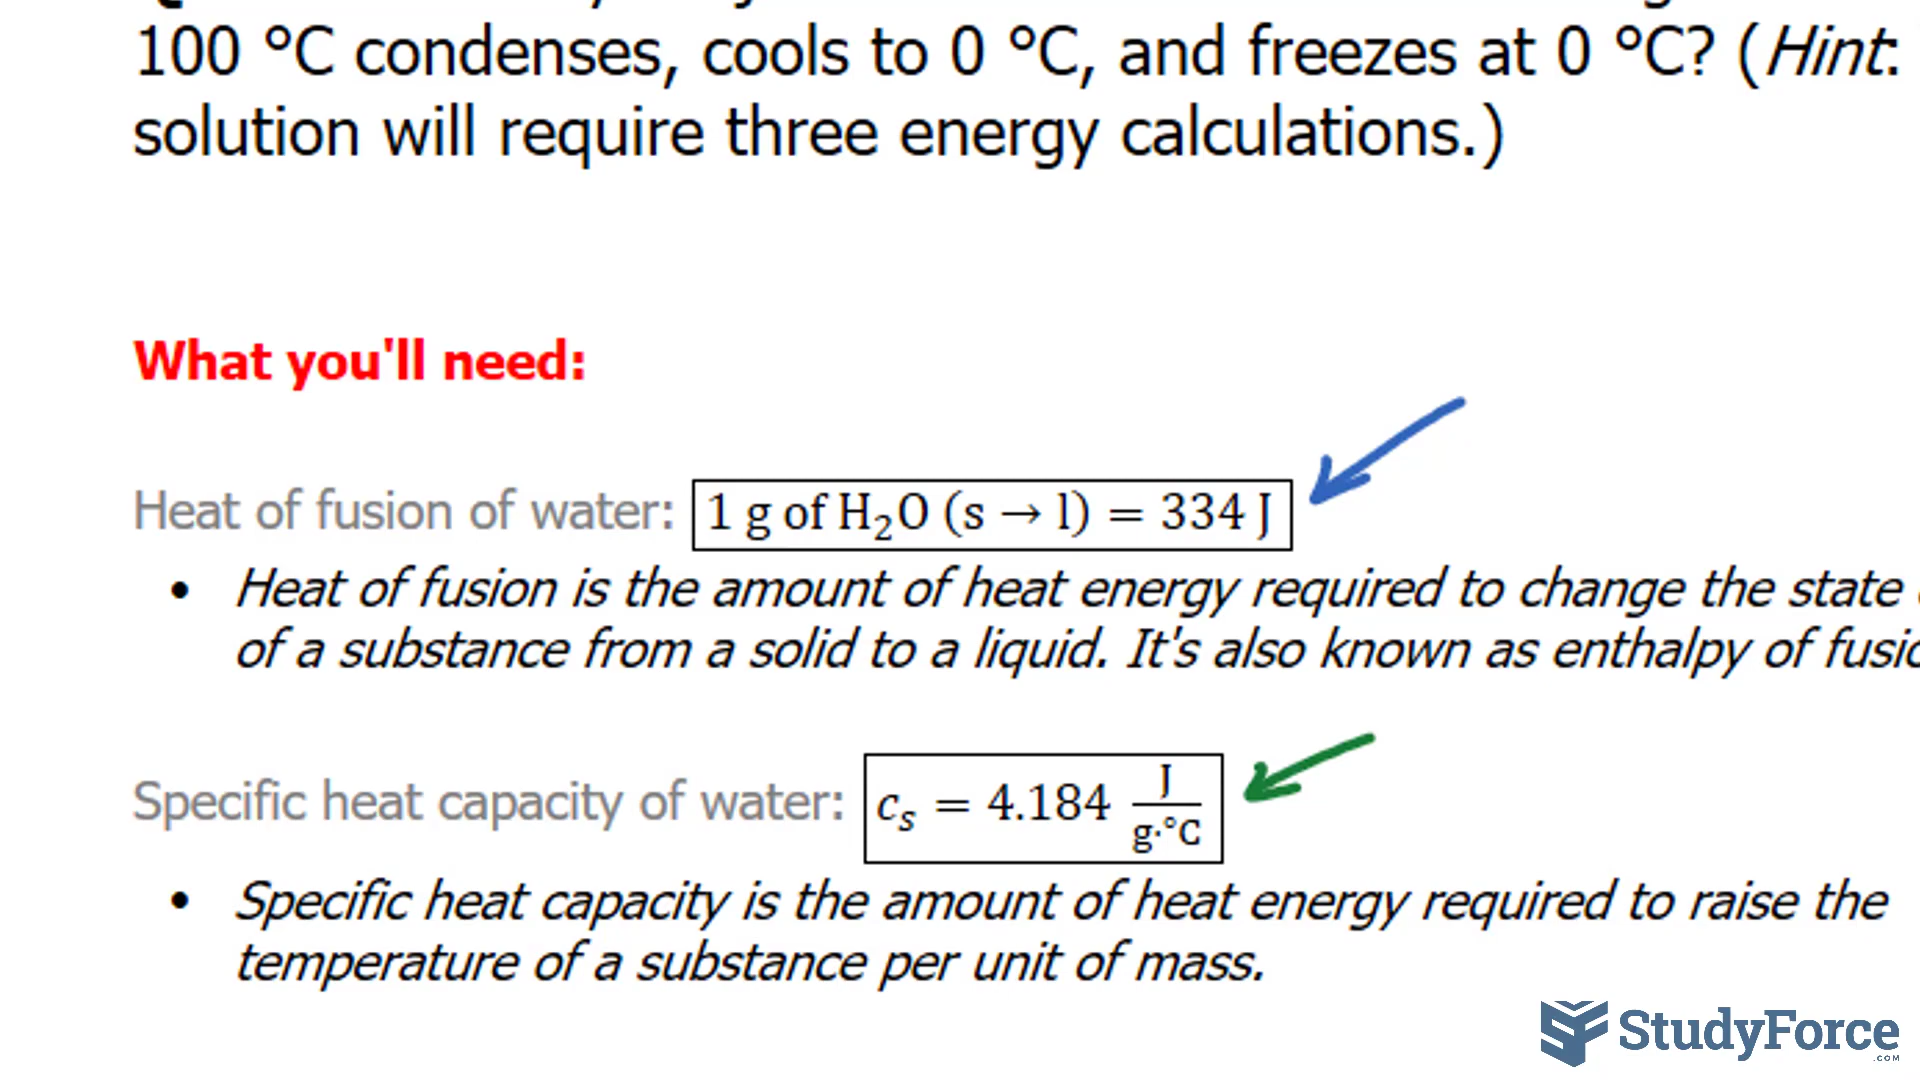 100 °C condenses, cools to 0 °C, and freezes at 0 °C? (Hint:
solution will require three energy calculations.)
What you'll need:
Heat of fusion of water: 1 g of H₂O (s → l) = 334 J
• Heat of fusion is the amount of heat energy required to change the state
of a substance from a solid to a liquid. It's also known as enthalpy of
Specific heat capacity of water: cₛ = 4.184 J/g·°C
• Specific heat capacity is the amount of heat energy required to raise the
temperature of a substance per unit of mass.
StudyForce
.COM